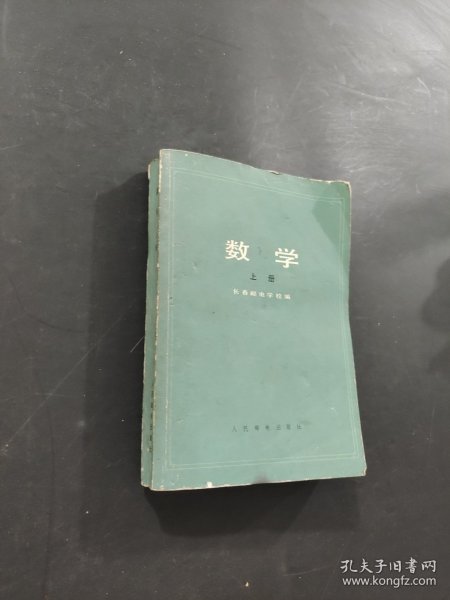 数学
上册
长春邮电学校编
人民邮电出版社
孔夫子旧书网
www.kongfz.com